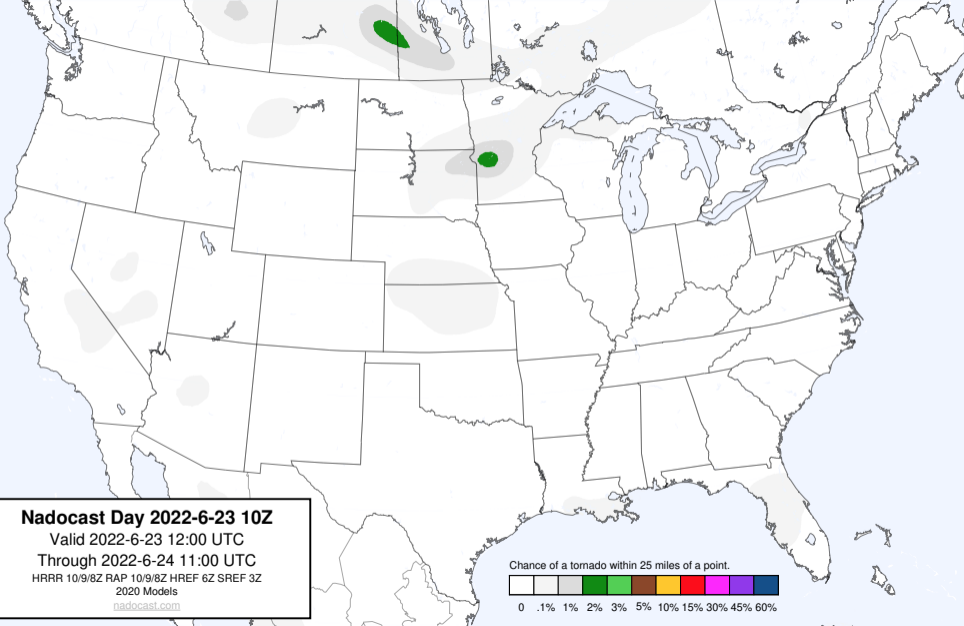 Nadocast Day 2022-6-23 10Z
Valid 2022-6-23 12:00 UTC
Through 2022-6-24 11:00 UTC
HRRR 10/9/8Z RAP 10/9/8Z HREF 6Z SREF 3Z
2020 Models
nadocast.com
Chance of a tornado within 25 miles of a point.
0 .1% 1% 2% 3% 5% 10% 15% 30% 45% 60%